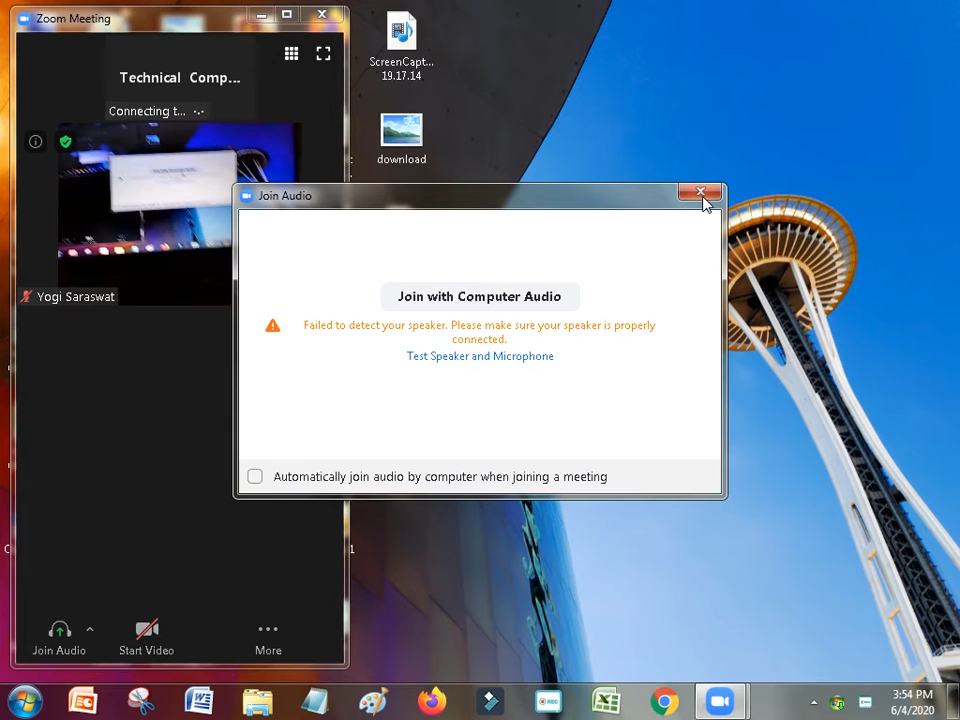 Zoom Meeting
Technical Comp...
Connecting t...
Yogi Saraswat
Join Audio
Start Video
More
ScreenCapt...
19.17.14
download
Join Audio
Join with Computer Audio
Failed to detect your speaker. Please make sure your speaker is properly
connected.
Test Speaker and Microphone
Automatically join audio by computer when joining a meeting
REC
3:54 PM
6/4/2020